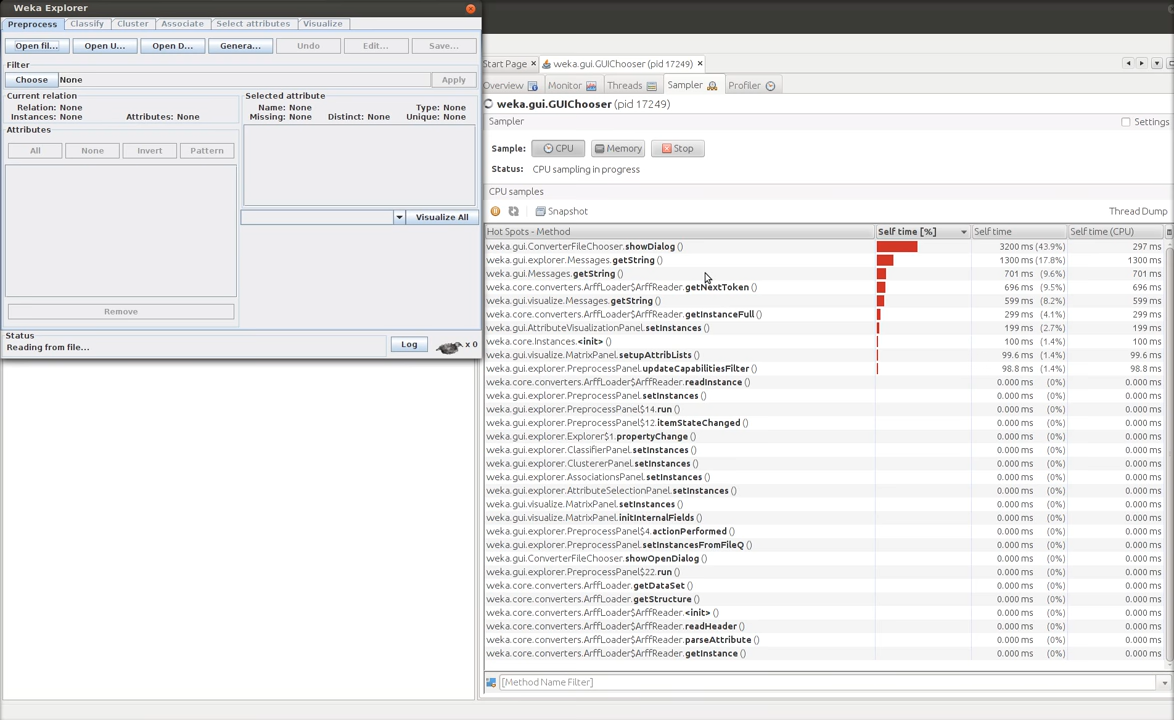 Weka Explorer
Preprocess Classify Cluster Associate Select attributes Visualize
Open fil... Open U... Open D... Genera... Undo Edit... Save...
Filter
Choose None Apply
Current relation
Relation: None
Instances: None Attributes: None
Selected attribute
Name: None Type: None
Missing: None Distinct: None Unique: None
Attributes
All None Invert Pattern
Visualize All
Remove
Status
Reading from file...
Log x 0
Start Page weka.gui.GUIChooser (pid 17249)
Overview Monitor Threads Sampler Profiler
weka.gui.GUIChooser (pid 17249)
Sampler Settings
Sample: CPU Memory Stop
Status: CPU sampling in progress
CPU samples
Snapshot Thread Dump
Hot Spots - Method Self time [%] Self time Self time (CPU)
weka.gui.ConverterFileChooser.showDialog () 3200 ms (43.9%) 297 ms
weka.gui.explorer.Messages.getString () 1300 ms (17.8%) 1300 ms
weka.gui.Messages.getString () 701 ms (9.6%) 701 ms
weka.core.converters.ArffLoader$ArffReader.getNextToken () 696 ms (9.5%) 696 ms
weka.gui.visualize.Messages.getString () 599 ms (8.2%) 599 ms
weka.core.converters.ArffLoader$ArffReader.getInstanceFull () 299 ms (4.1%) 299 ms
weka.gui.AttributeVisualizationPanel.setInstances () 199 ms (2.7%) 199 ms
weka.core.Instances.<init> () 100 ms (1.4%) 100 ms
weka.gui.visualize.MatrixPanel.setupAttribLists () 99.6 ms (1.4%) 99.6 ms
weka.gui.explorer.PreprocessPanel.updateCapabilitiesFilter () 98.8 ms (1.4%) 98.8 ms
weka.core.converters.ArffLoader$ArffReader.readInstance () 0.000 ms (0%) 0.000 ms
weka.gui.explorer.PreprocessPanel.setInstances () 0.000 ms (0%) 0.000 ms
weka.gui.explorer.PreprocessPanel$14.run () 0.000 ms (0%) 0.000 ms
weka.gui.explorer.PreprocessPanel$12.itemStateChanged () 0.000 ms (0%) 0.000 ms
weka.gui.explorer.Explorer$1.propertyChange () 0.000 ms (0%) 0.000 ms
weka.gui.explorer.ClassifierPanel.setInstances () 0.000 ms (0%) 0.000 ms
weka.gui.explorer.ClustererPanel.setInstances () 0.000 ms (0%) 0.000 ms
weka.gui.explorer.AssociationsPanel.setInstances () 0.000 ms (0%) 0.000 ms
weka.gui.explorer.AttributeSelectionPanel.setInstances () 0.000 ms (0%) 0.000 ms
weka.gui.visualize.MatrixPanel.setInstances () 0.000 ms (0%) 0.000 ms
weka.gui.visualize.MatrixPanel.initInternalFields () 0.000 ms (0%) 0.000 ms
weka.gui.explorer.PreprocessPanel$4.actionPerformed () 0.000 ms (0%) 0.000 ms
weka.gui.explorer.PreprocessPanel.setInstancesFromFileQ () 0.000 ms (0%) 0.000 ms
weka.gui.ConverterFileChooser.showOpenDialog () 0.000 ms (0%) 0.000 ms
weka.gui.explorer.PreprocessPanel$22.run () 0.000 ms (0%) 0.000 ms
weka.core.converters.ArffLoader.getDataSet () 0.000 ms (0%) 0.000 ms
weka.core.converters.ArffLoader.getStructure () 0.000 ms (0%) 0.000 ms
weka.core.converters.ArffLoader$ArffReader.<init> () 0.000 ms (0%) 0.000 ms
weka.core.converters.ArffLoader$ArffReader.readHeader () 0.000 ms (0%) 0.000 ms
weka.core.converters.ArffLoader$ArffReader.parseAttribute () 0.000 ms (0%) 0.000 ms
weka.core.converters.ArffLoader$ArffReader.getInstance () 0.000 ms (0%) 0.000 ms
[Method Name Filter]